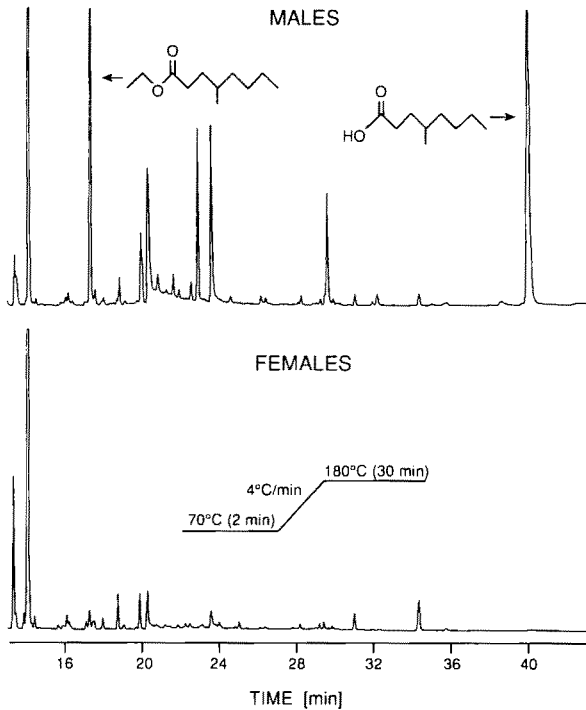 MALES
O
O
O
HO
FEMALES
180°C (30 min)
4°C/min
70°C (2 min)
16 20 24 28 32 36 40
TIME [min]